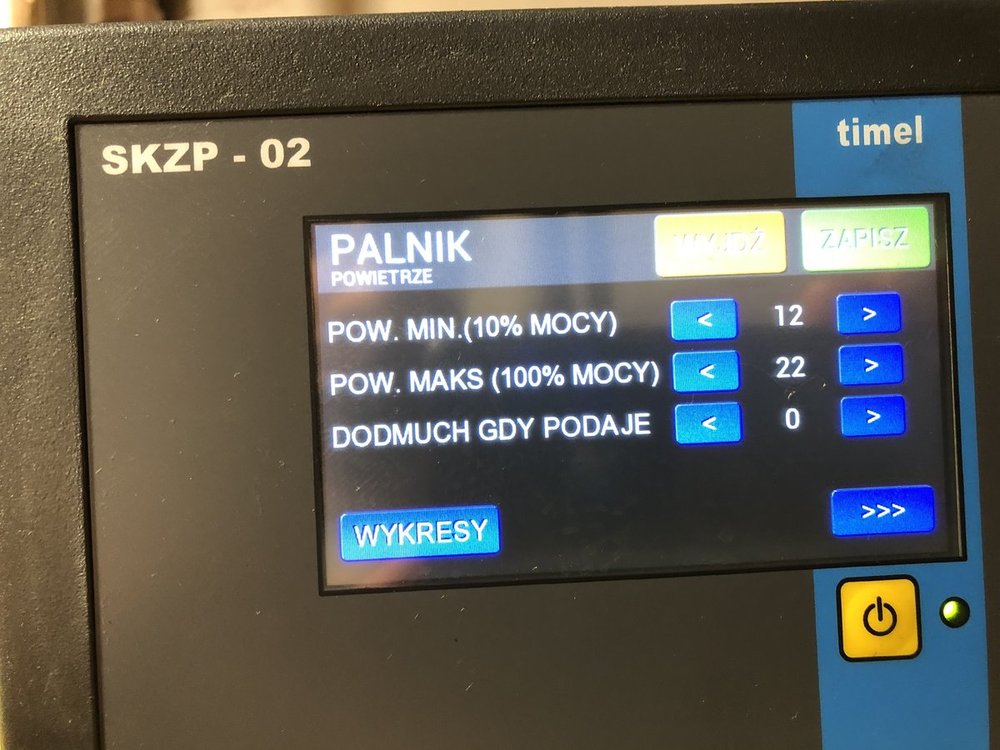 timel
SKZP - 02
PALNIK
POWIETRZE
WYJDŹ
ZAPISZ
POW. MIN.(10% MOCY) < 12 >
POW. MAKS (100% MOCY) < 22 >
DODMUCH GDY PODAJE < 0 >
WYKRESY
>>>